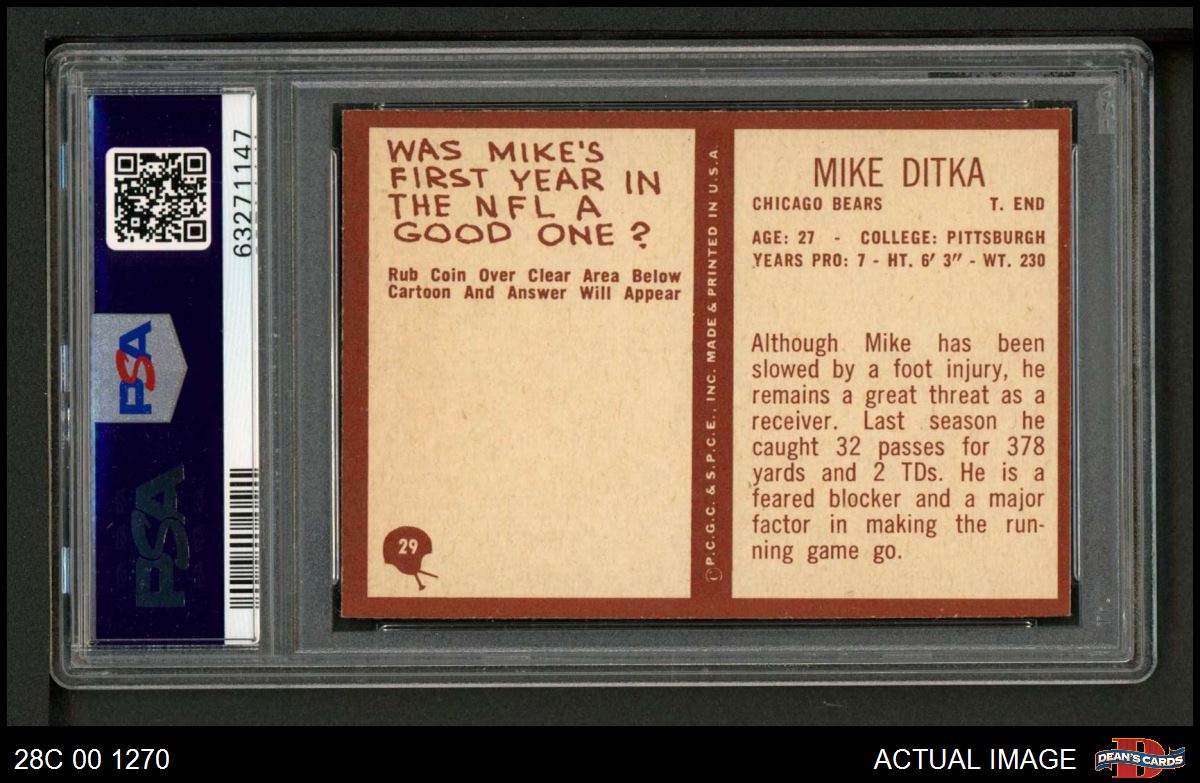 63271147
PSA
PSA
WAS MIKE'S
FIRST YEAR IN
THE NFL A
GOOD ONE?
Rub Coin Over Clear Area Below
Cartoon And Answer Will Appear
29
©P.C.G.C. & S.P.C.E., INC. MADE & PRINTED IN U.S.A.
MIKE DITKA
CHICAGO BEARS T. END
AGE: 27 - COLLEGE: PITTSBURGH
YEARS PRO: 7 - HT. 6' 3" - WT. 230
Although Mike has been
slowed by a foot injury, he
remains a great threat as a
receiver. Last season he
caught 32 passes for 378
yards and 2 TDs. He is a
feared blocker and a major
factor in making the run-
ning game go.
PSA
28C 00 1270
ACTUAL IMAGE
D
DEAN'S CARDS